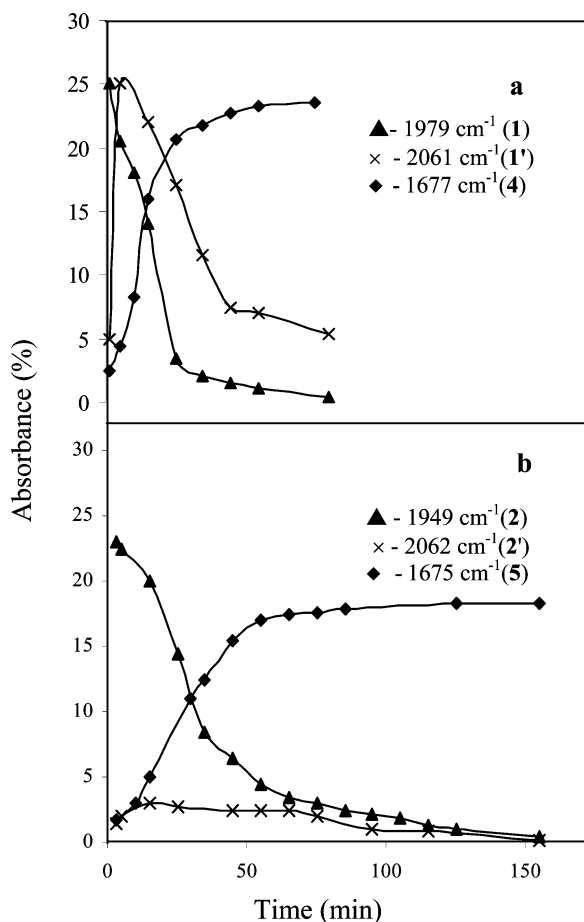 30
25
20
15
10
5
0
a
▲- 1979 cm⁻¹ (1)
×- 2061 cm⁻¹(1')
◆ - 1677 cm⁻¹(4)
Absorbance (%)
30
25
20
15
10
5
0
b
▲ - 1949 cm⁻¹(2)
× - 2062 cm⁻¹(2')
◆ - 1675 cm⁻¹(5)
0 50 100 150
Time (min)